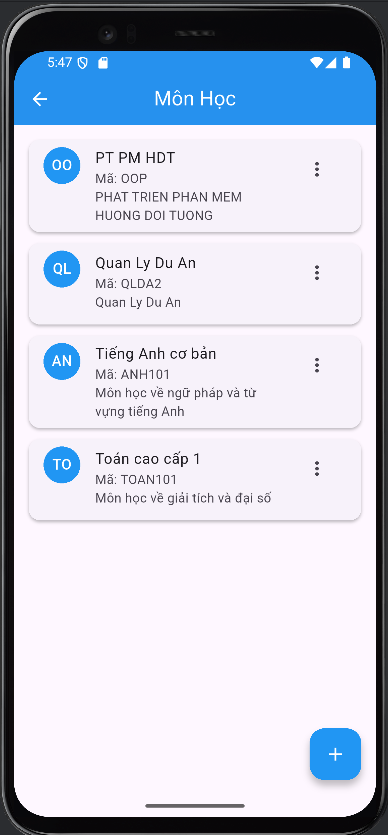 5:47
Môn Học
OO
PT PM HDT
Mã: OOP
PHAT TRIEN PHAN MEM
HUONG DOI TUONG
QL
Quan Ly Du An
Mã: QLDA2
Quan Ly Du An
AN
Tiếng Anh cơ bản
Mã: ANH101
Môn học về ngữ pháp và từ
vựng tiếng Anh
TO
Toán cao cấp 1
Mã: TOAN101
Môn học về giải tích và đại số